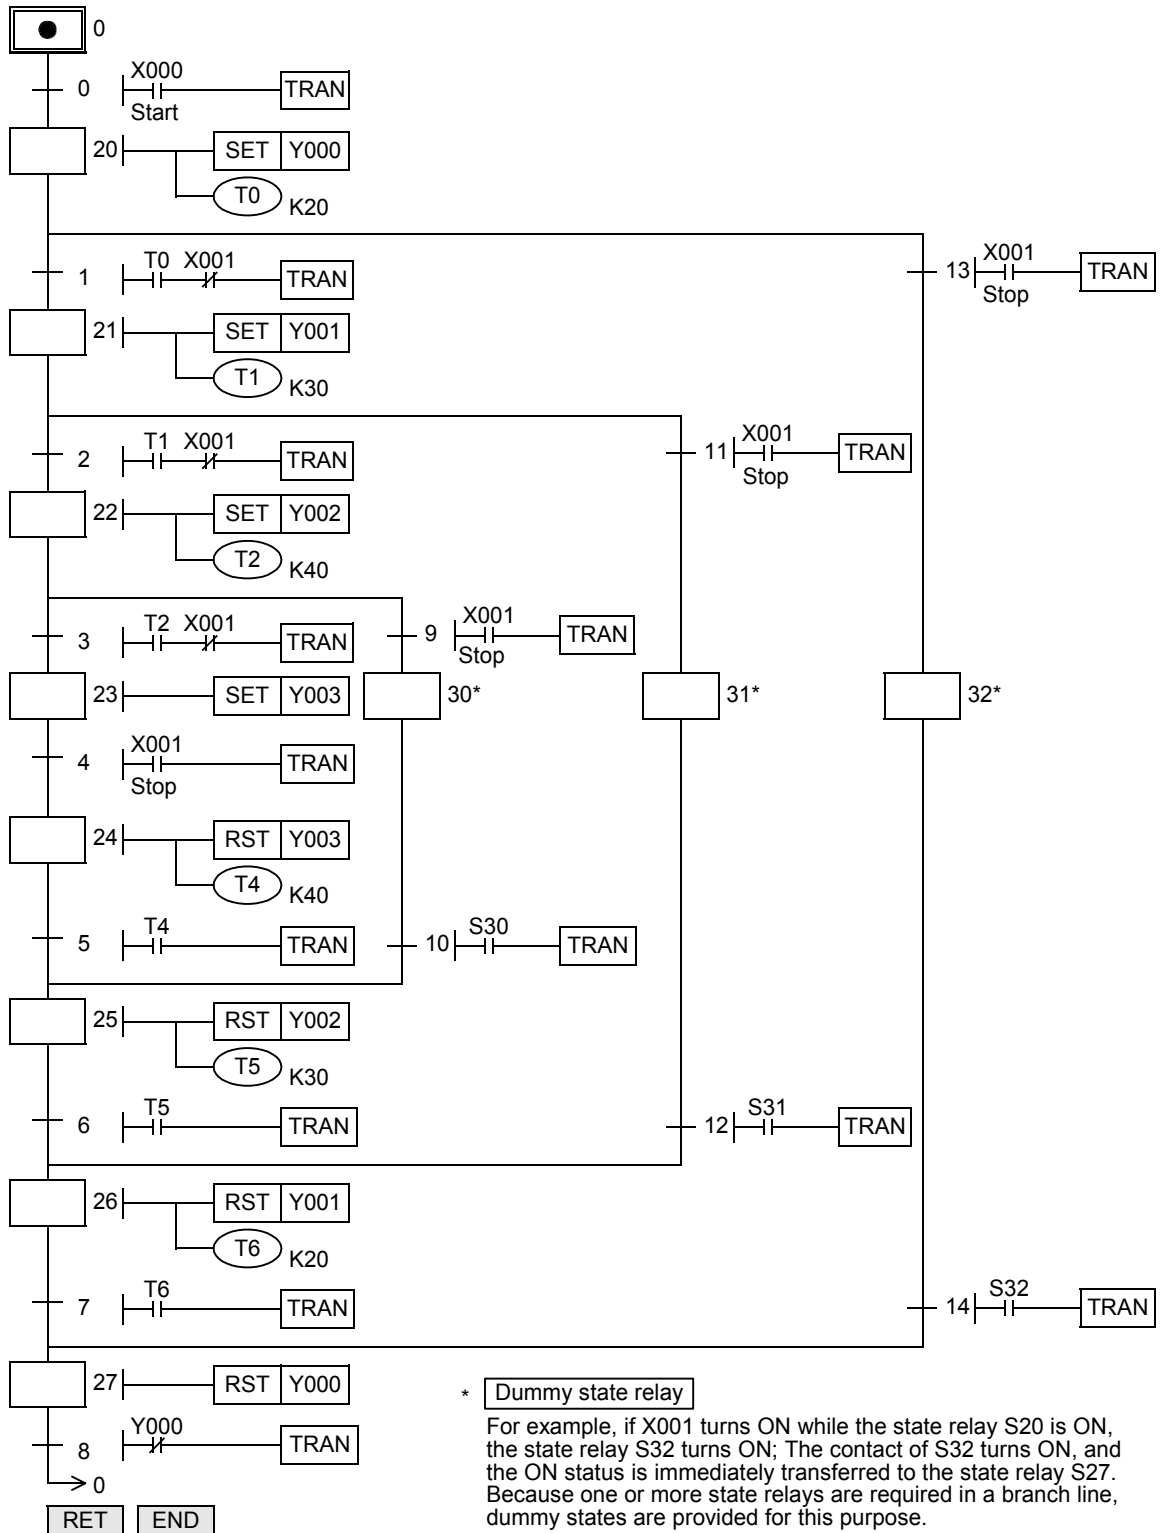 0
0 X000 Start TRAN
20 SET Y000
T0 K20
1 T0 X001 TRAN
13 X001 Stop TRAN
21 SET Y001
T1 K30
2 T1 X001 TRAN
11 X001 Stop TRAN
22 SET Y002
T2 K40
3 T2 X001 TRAN
9 X001 Stop TRAN
23 SET Y003
30*
31*
32*
4 X001 Stop TRAN
24 RST Y003
T4 K40
5 T4 TRAN
10 S30 TRAN
25 RST Y002
T5 K30
6 T5 TRAN
12 S31 TRAN
26 RST Y001
T6 K20
7 T6 TRAN
14 S32 TRAN
27 RST Y000
8 Y000 TRAN
0
RET END
* Dummy state relay
For example, if X001 turns ON while the state relay S20 is ON,
the state relay S32 turns ON; The contact of S32 turns ON, and
the ON status is immediately transferred to the state relay S27.
Because one or more state relays are required in a branch line,
dummy states are provided for this purpose.